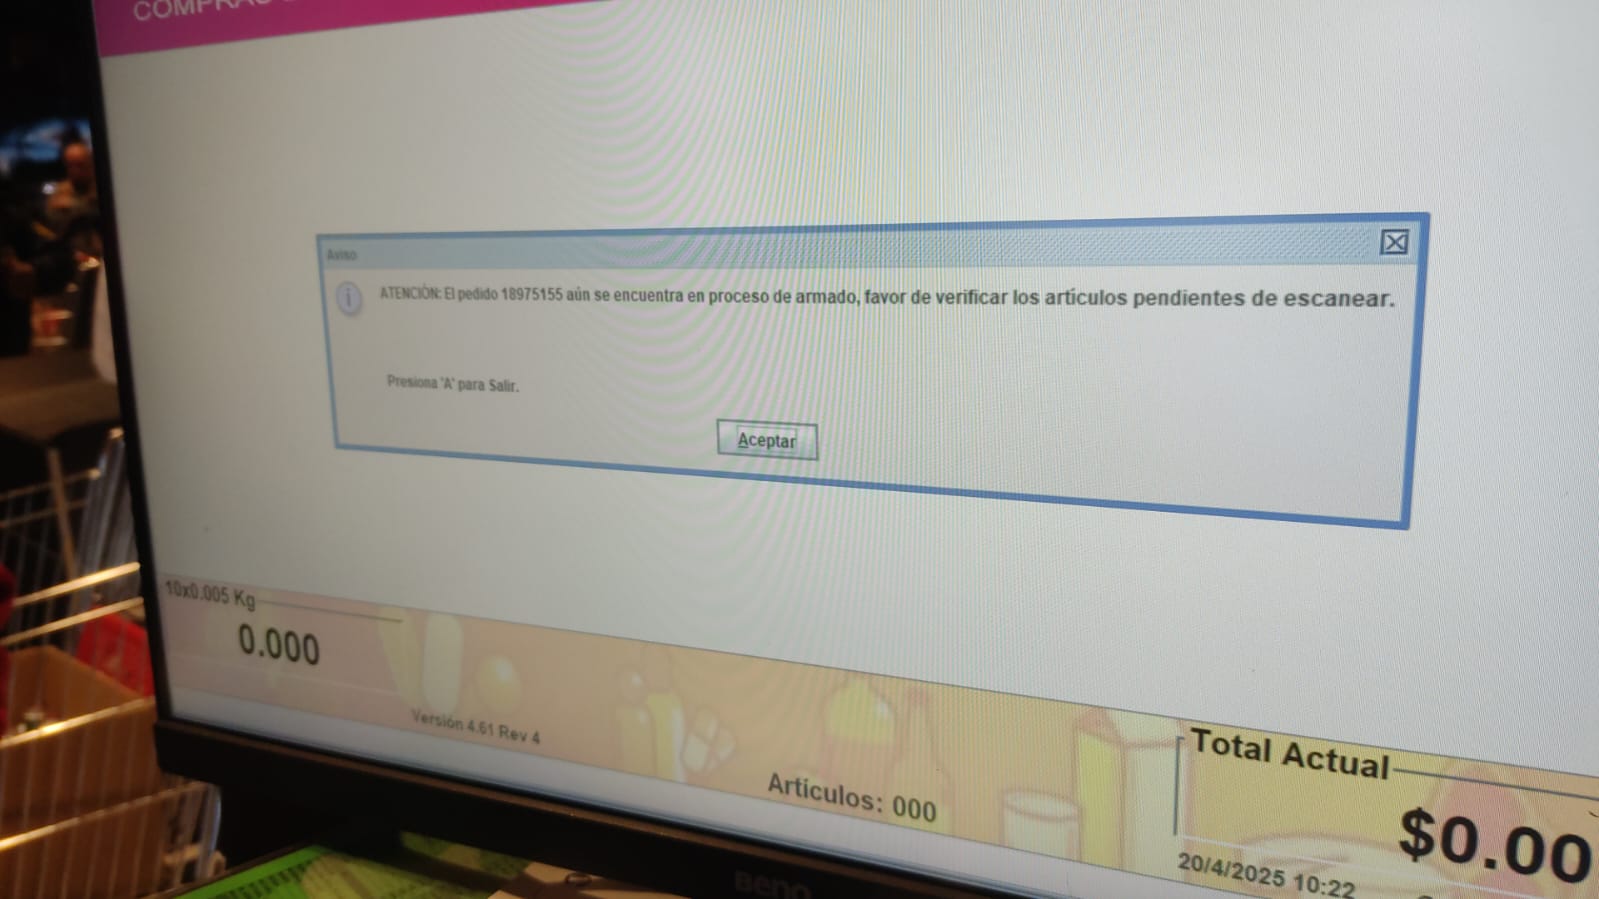 COMPRAS
Aviso
ATENCIÓN: El pedido 18975155 aún se encuentra en proceso de armado, favor de verificar los artículos pendientes de escanear.
Presiona 'A' para Salir.
Aceptar
10x0.005 Kg
0.000
Versión 4.61 Rev 4
Artículos: 000
Total Actual
$0.00
20/4/2025 10:22
BenQ